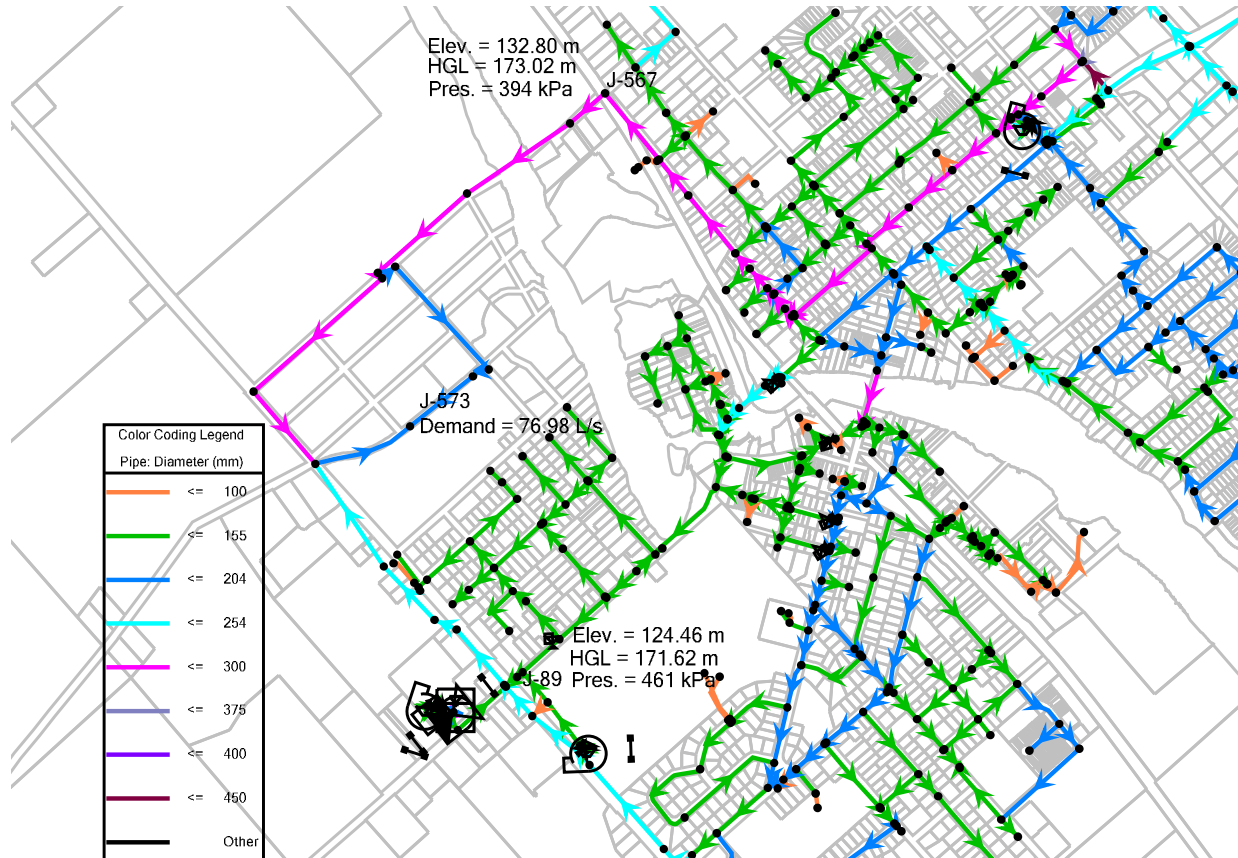 Elev. = 132.80 m
HGL = 173.02 m
Pres. = 394 kPa
J-567
J-573
Demand = 76.98 L/s
Elev. = 124.46 m
HGL = 171.62 m
J-89
Pres. = 461 kPa
Color Coding Legend
Pipe: Diameter (mm)
<= 100
<= 155
<= 204
<= 254
<= 300
<= 375
<= 400
<= 450
Other